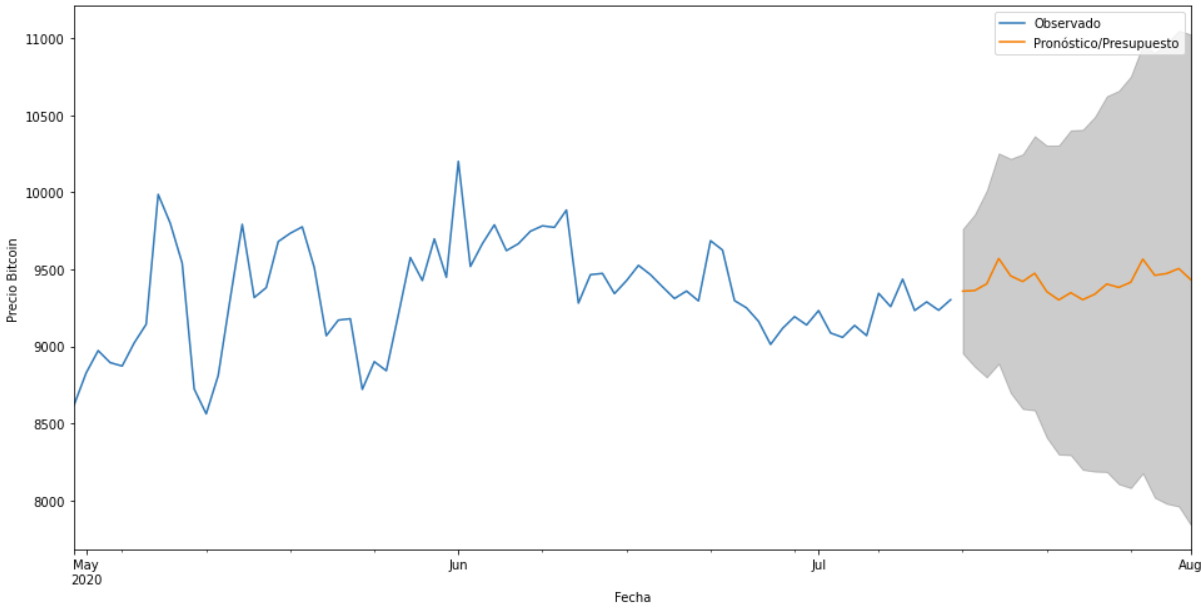 11000
10500
10000
9500
9000
8500
8000
Precio Bitcoin
Observado
Pronóstico/Presupuesto
May
2020
Jun
Jul
Aug
Fecha